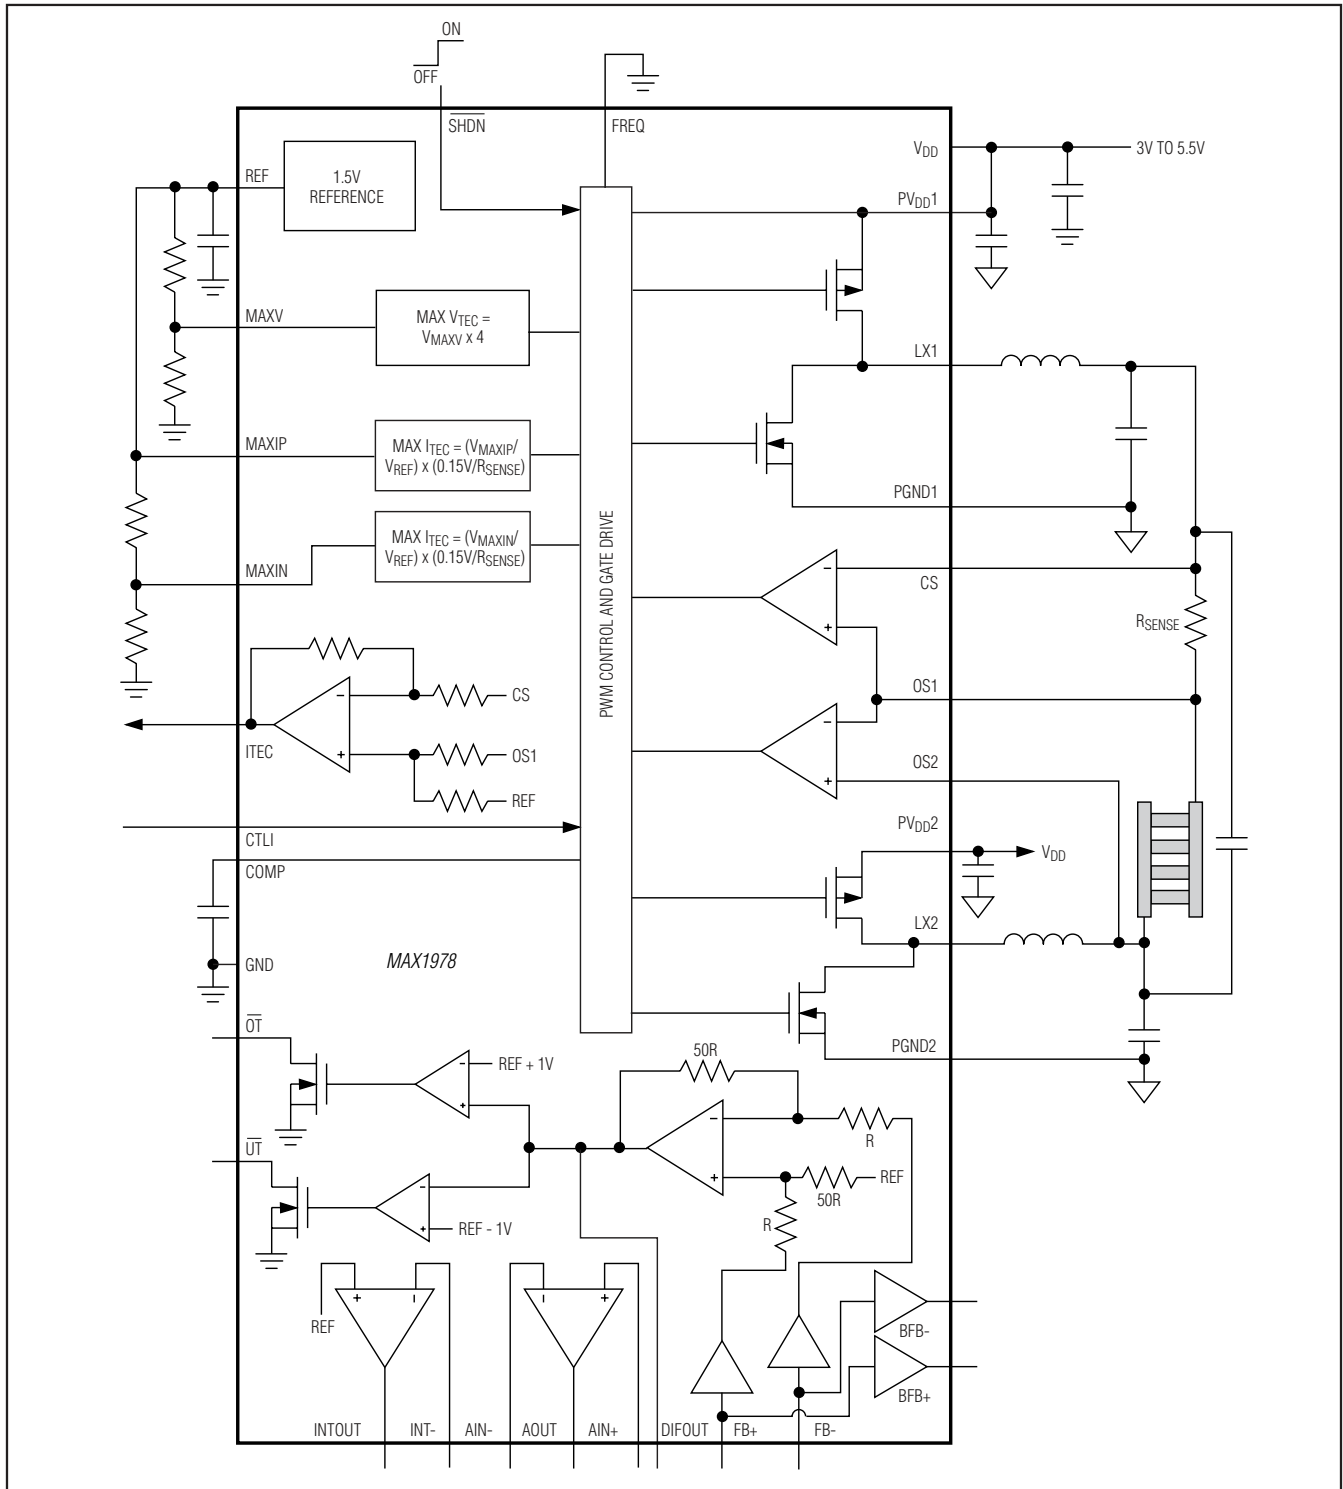 ON
OFF
SHDN
FREQ
VDD
3V TO 5.5V
REF
1.5V
REFERENCE
PVDD1
MAXV
MAX VTEC =
VMAXV x 4
LX1
MAXIP
MAX ITEC = (VMAXIP/
VREF) x (0.15V/RSENSE)
PGND1
MAX ITEC = (VMAXIN/
VREF) x (0.15V/RSENSE)
MAXIN
PWM CONTROL AND GATE DRIVE
-
CS
+
RSENSE
-
CS
OS1
-
ITEC
+
OS1
OS2
+
REF
PVDD2
CTLI
VDD
COMP
LX2
MAX1978
GND
OT
PGND2
50R
-
REF + 1V
+
-
R
UT
-
+
REF
50R
+
REF - 1V
R
+
-
-
+
REF
BFB-
BFB+
INTOUT
INT-
AIN-
AOUT
AIN+
DIFOUT
FB+
FB-